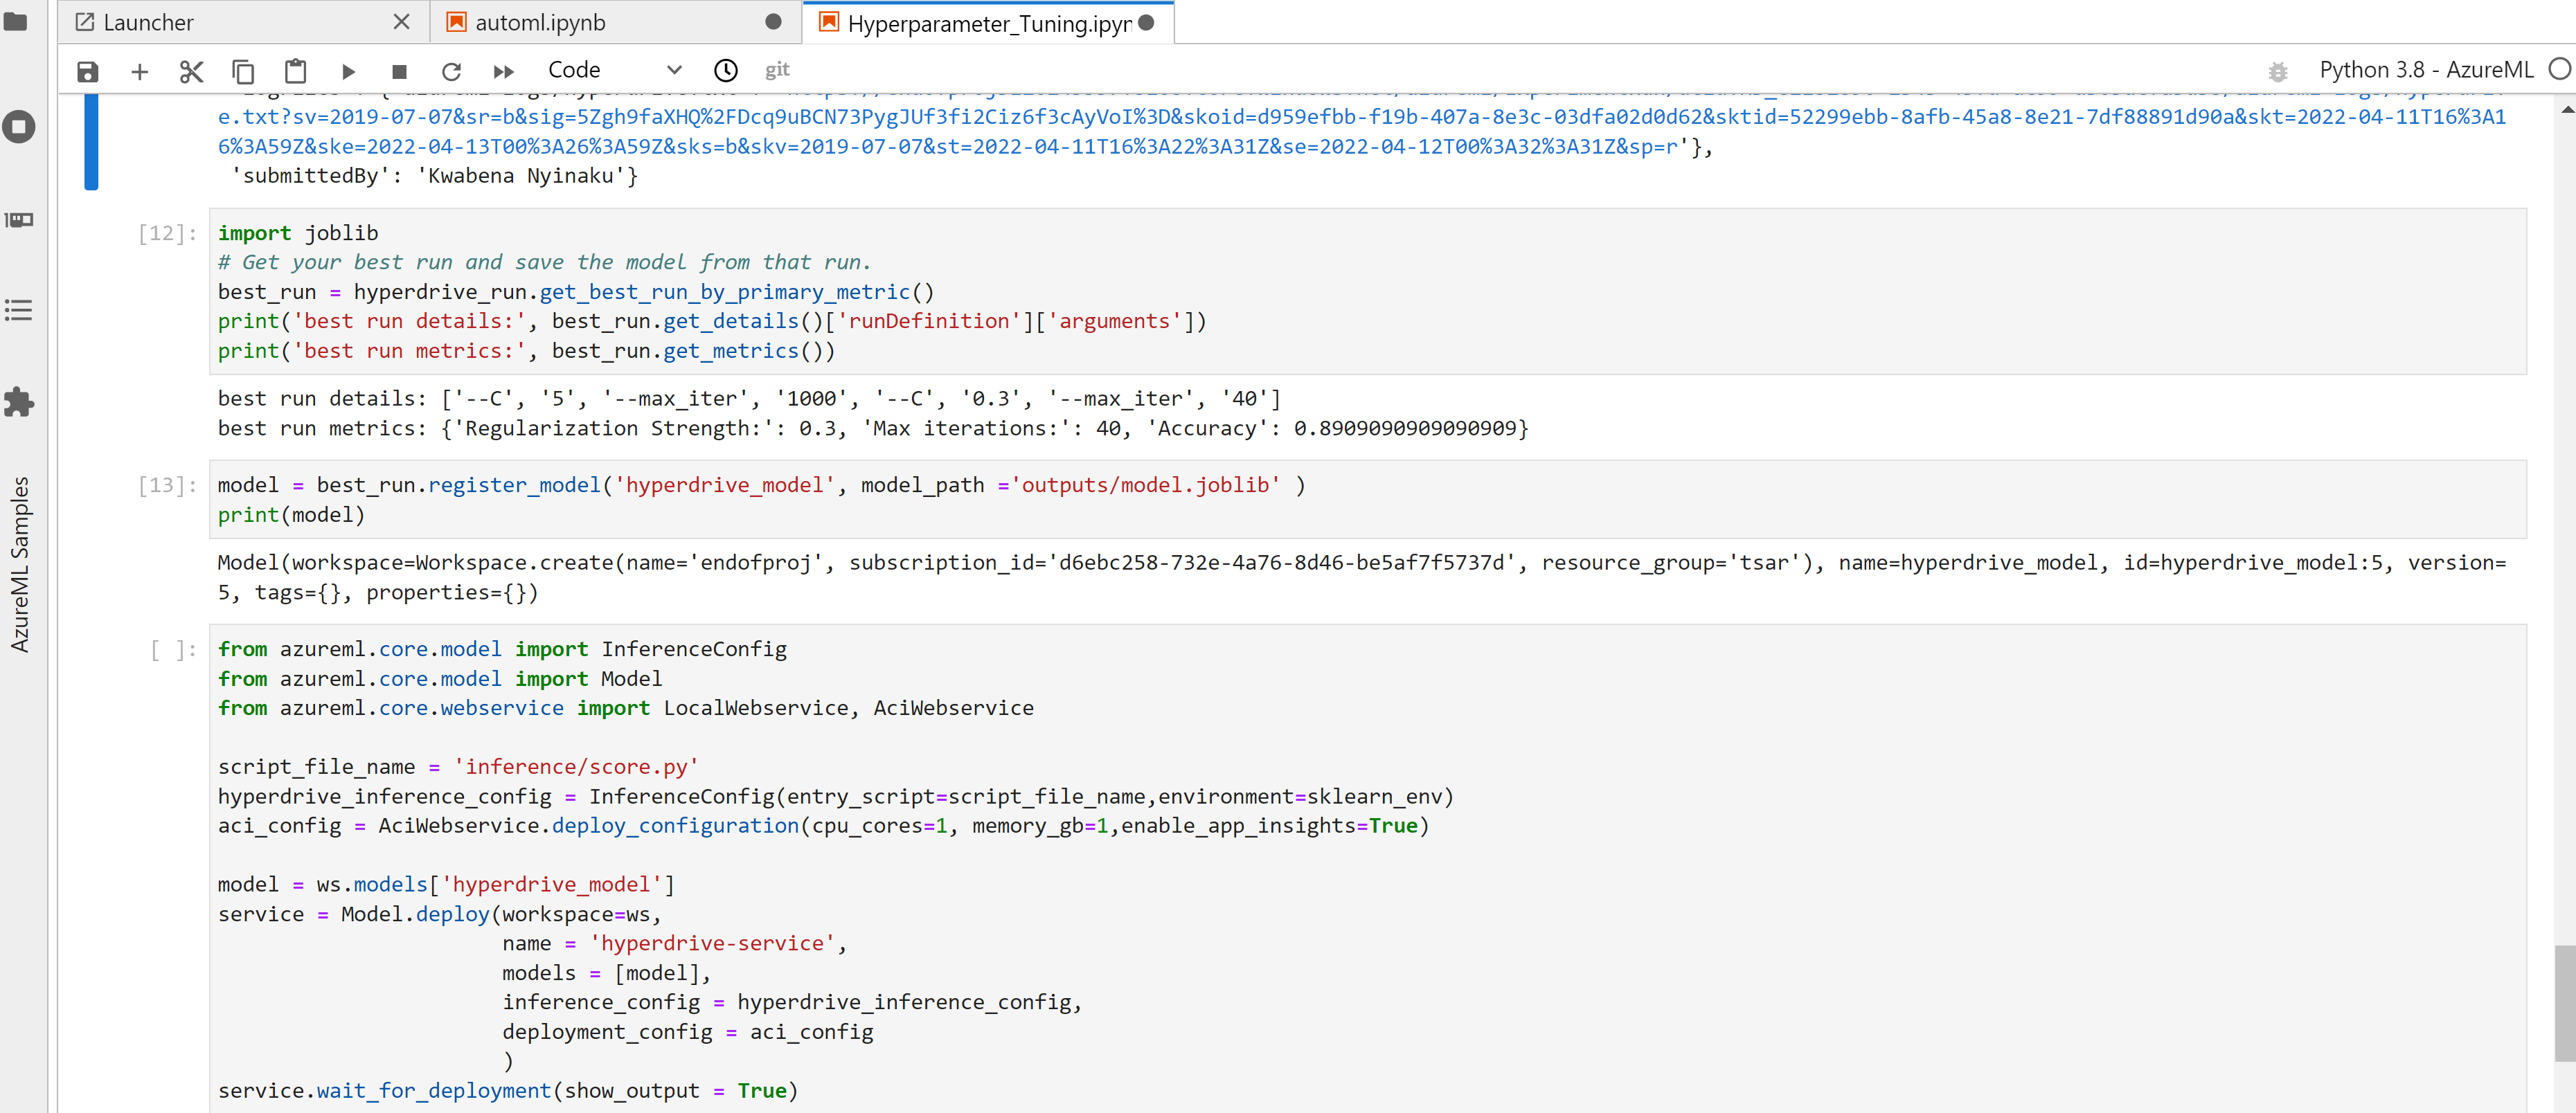 Launcher
automl.ipynb
Hyperparameter_Tuning.ipyn
Code
git
Python 3.8 - AzureML
e.txt?sv=2019-07-07&sr=b&sig=5Zgh9faXHQ%2FDcq9uBCN73PygJUf3fi2Ciz6f3cAyVoI%3D&skoid=d959efbb-f19b-407a-8e3c-03dfa02d0d62&sktid=52299ebb-8afb-45a8-8e21-7df88891d90a&skt=2022-04-11T16%3A1
6%3A59Z&ske=2022-04-13T00%3A26%3A59Z&sks=b&skv=2019-07-07&st=2022-04-11T16%3A22%3A31Z&se=2022-04-12T00%3A32%3A31Z&sp=r'},
'submittedBy': 'Kwabena Nyinaku'}
[12]:
import joblib
# Get your best run and save the model from that run.
best_run = hyperdrive_run.get_best_run_by_primary_metric()
print('best run details:', best_run.get_details()['runDefinition']['arguments'])
print('best run metrics:', best_run.get_metrics())
best run details: ['--C', '5', '--max_iter', '1000', '--C', '0.3', '--max_iter', '40']
best run metrics: {'Regularization Strength:': 0.3, 'Max iterations:': 40, 'Accuracy': 0.8909090909090909}
[13]:
model = best_run.register_model('hyperdrive_model', model_path ='outputs/model.joblib' )
print(model)
Model(workspace=Workspace.create(name='endofproj', subscription_id='d6ebc258-732e-4a76-8d46-be5af7f5737d', resource_group='tsar'), name=hyperdrive_model, id=hyperdrive_model:5, version=
5, tags={}, properties={})
[ ]:
from azureml.core.model import InferenceConfig
from azureml.core.model import Model
from azureml.core.webservice import LocalWebservice, AciWebservice
script_file_name = 'inference/score.py'
hyperdrive_inference_config = InferenceConfig(entry_script=script_file_name,environment=sklearn_env)
aci_config = AciWebservice.deploy_configuration(cpu_cores=1, memory_gb=1,enable_app_insights=True)
model = ws.models['hyperdrive_model']
service = Model.deploy(workspace=ws,
name = 'hyperdrive-service',
models = [model],
inference_config = hyperdrive_inference_config,
deployment_config = aci_config
)
service.wait_for_deployment(show_output = True)
AzureML Samples